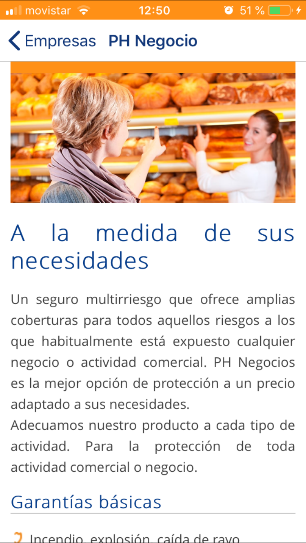 movistar 12:50 51 %
Empresas PH Negocio
A la medida de sus
necesidades
Un seguro multirriesgo que ofrece amplias
coberturas para todos aquellos riesgos a los
que habitualmente está expuesto cualquier
negocio o actividad comercial. PH Negocios
es la mejor opción de protección a un precio
adaptado a sus necesidades.
Adecuamos nuestro producto a cada tipo de
actividad. Para la protección de toda
actividad comercial o negocio.
Garantías básicas
Incendio, explosión, caída de rayo